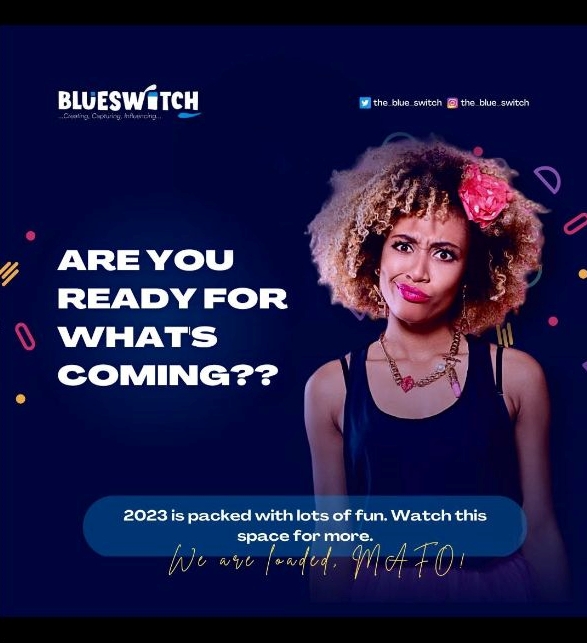 BLUESWITCH
...Creating, Capturing, Influencing...
the_blue_switch the_blue_switch
ARE YOU
READY FOR
WHAT'S
COMING??
2023 is packed with lots of fun. Watch this
space for more.
We are loaded, MAFO!